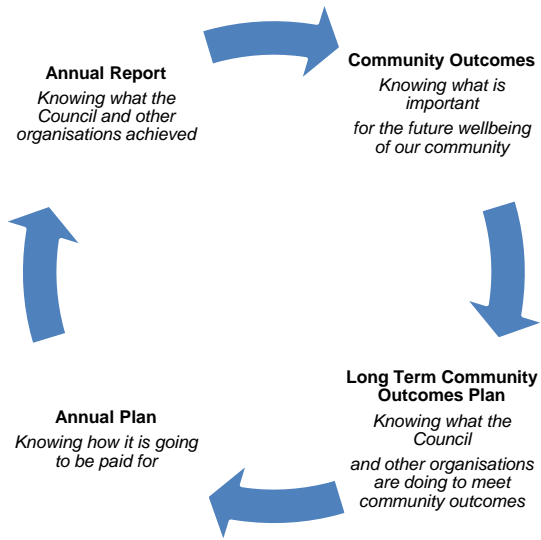 Annual Report
Knowing what the
Council and other
organisations achieved
Community Outcomes
Knowing what is
important
for the future wellbeing
of our community
Long Term Community
Outcomes Plan
Knowing what the
Council
and other organisations
are doing to meet
community outcomes
Annual Plan
Knowing how it is going
to be paid for